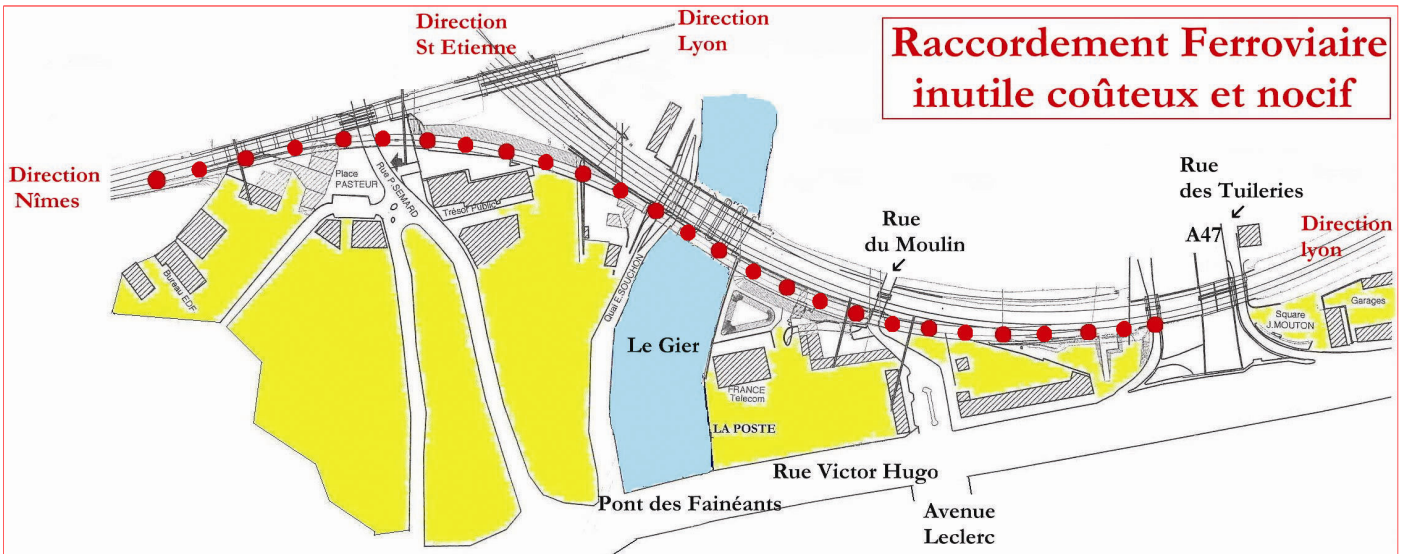 Direction
St Etienne
Direction
Lyon
Raccordement Ferroviaire
inutile coûteux et nocif
Direction
Nîmes
Place
PASTEUR
Rue P.SEMARD
Trésor Public
Bureau EDF
Quai E.SOUCHON
Le Gier
Rue
du Moulin
Rue
des Tuileries
A47
Direction
lyon
Garages
Square
J.MOUTON
FRANCE
Telecom
LA POSTE
Rue Victor Hugo
Pont des Fainéants
Avenue
Leclerc